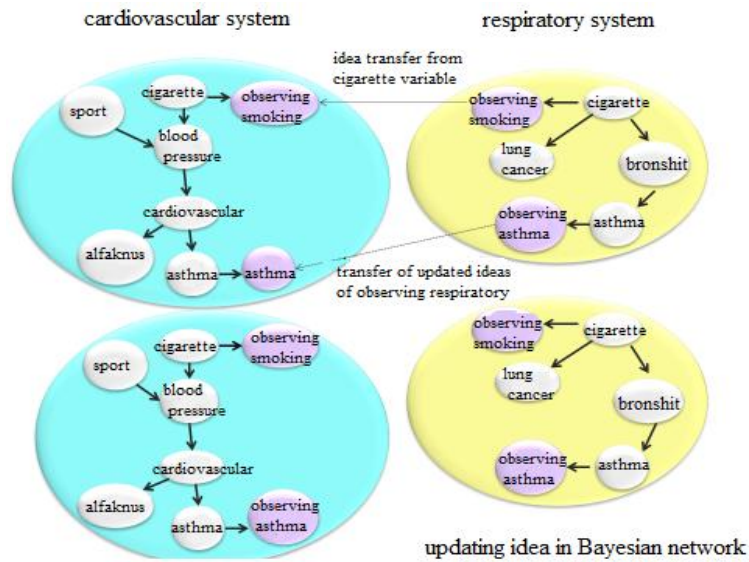 cardiovascular system
respiratory system
idea transfer from
cigarette variable
cigarette
observing
smoking
sport
blood
pressure
cardiovascular
alfaknus
asthma
asthma
observing
smoking
cigarette
lung
cancer
bronshit
observing
asthma
asthma
transfer of updated ideas
of observing respiratory
cigarette
observing
smoking
sport
blood
pressure
cardiovascular
alfaknus
asthma
observing
asthma
observing
smoking
cigarette
lung
cancer
bronshit
observing
asthma
asthma
updating idea in Bayesian network